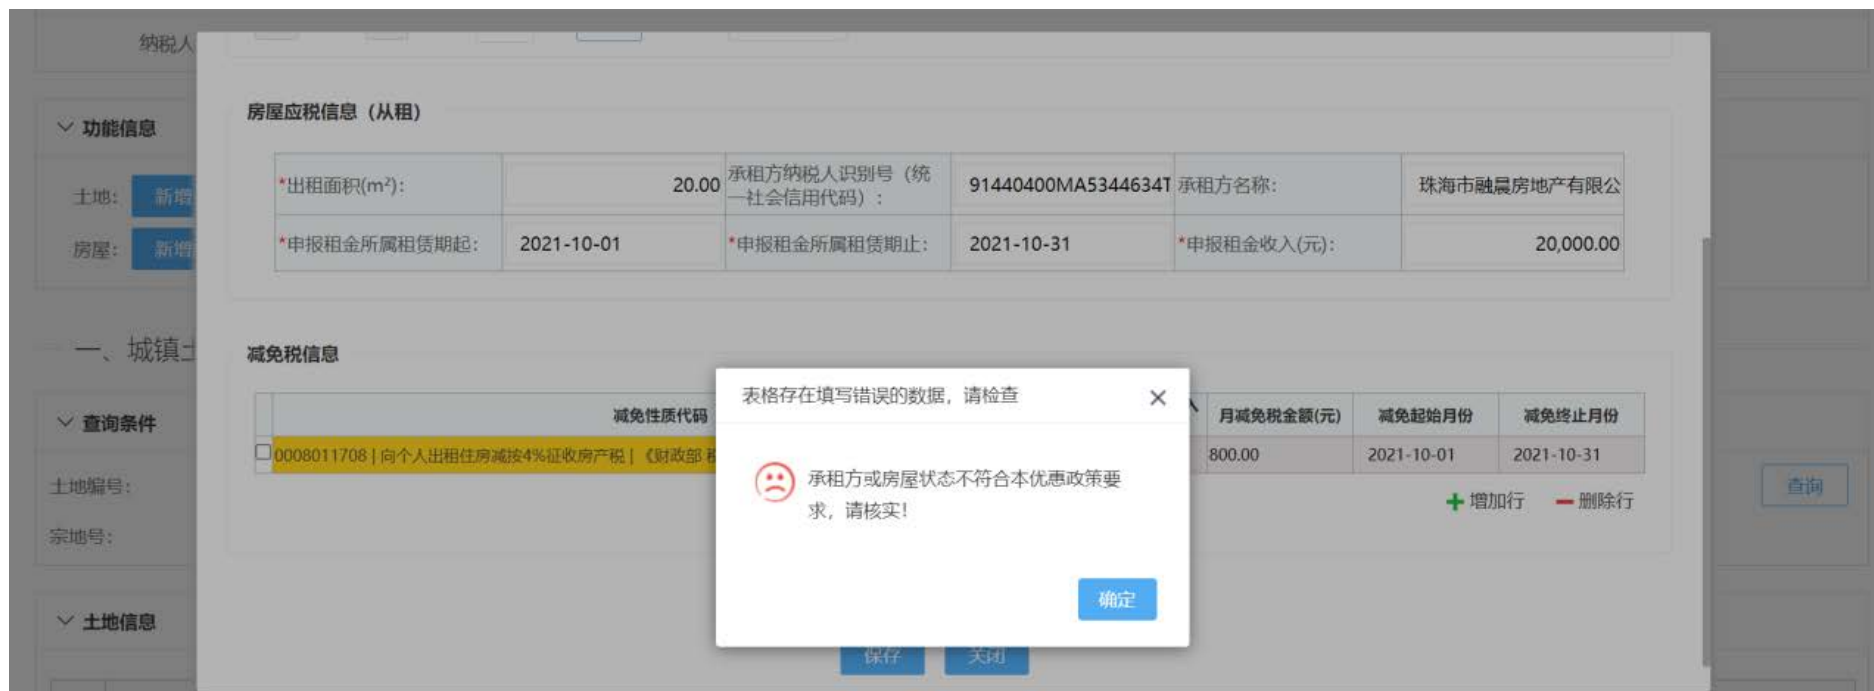 纳税人
房屋应税信息（从租）
功能信息
*出租面积(m²)：
20.00
承租方纳税人识别号（统
一社会信用代码）：
91440400MA5344634T
承租方名称：
珠海市融晨房地产有限公
土地：
新增
*申报租金所属租赁期起：
2021-10-01
*申报租金所属租赁期止：
2021-10-31
*申报租金收入(元)：
20,000.00
房屋：
新增
一、城镇土
减免税信息
表格存在填写错误的数据，请检查
查询条件
减免性质代码
月减免税金额(元)
减免起始月份
减免终止月份
0008011708 | 向个人出租住房减按4%征收房产税 | 《财政部
800.00
2021-10-01
2021-10-31
承租方或房屋状态不符合本优惠政策要
求，请核实！
土地编号：
查询
增加行
删除行
宗地号：
确定
土地信息
保存
关闭